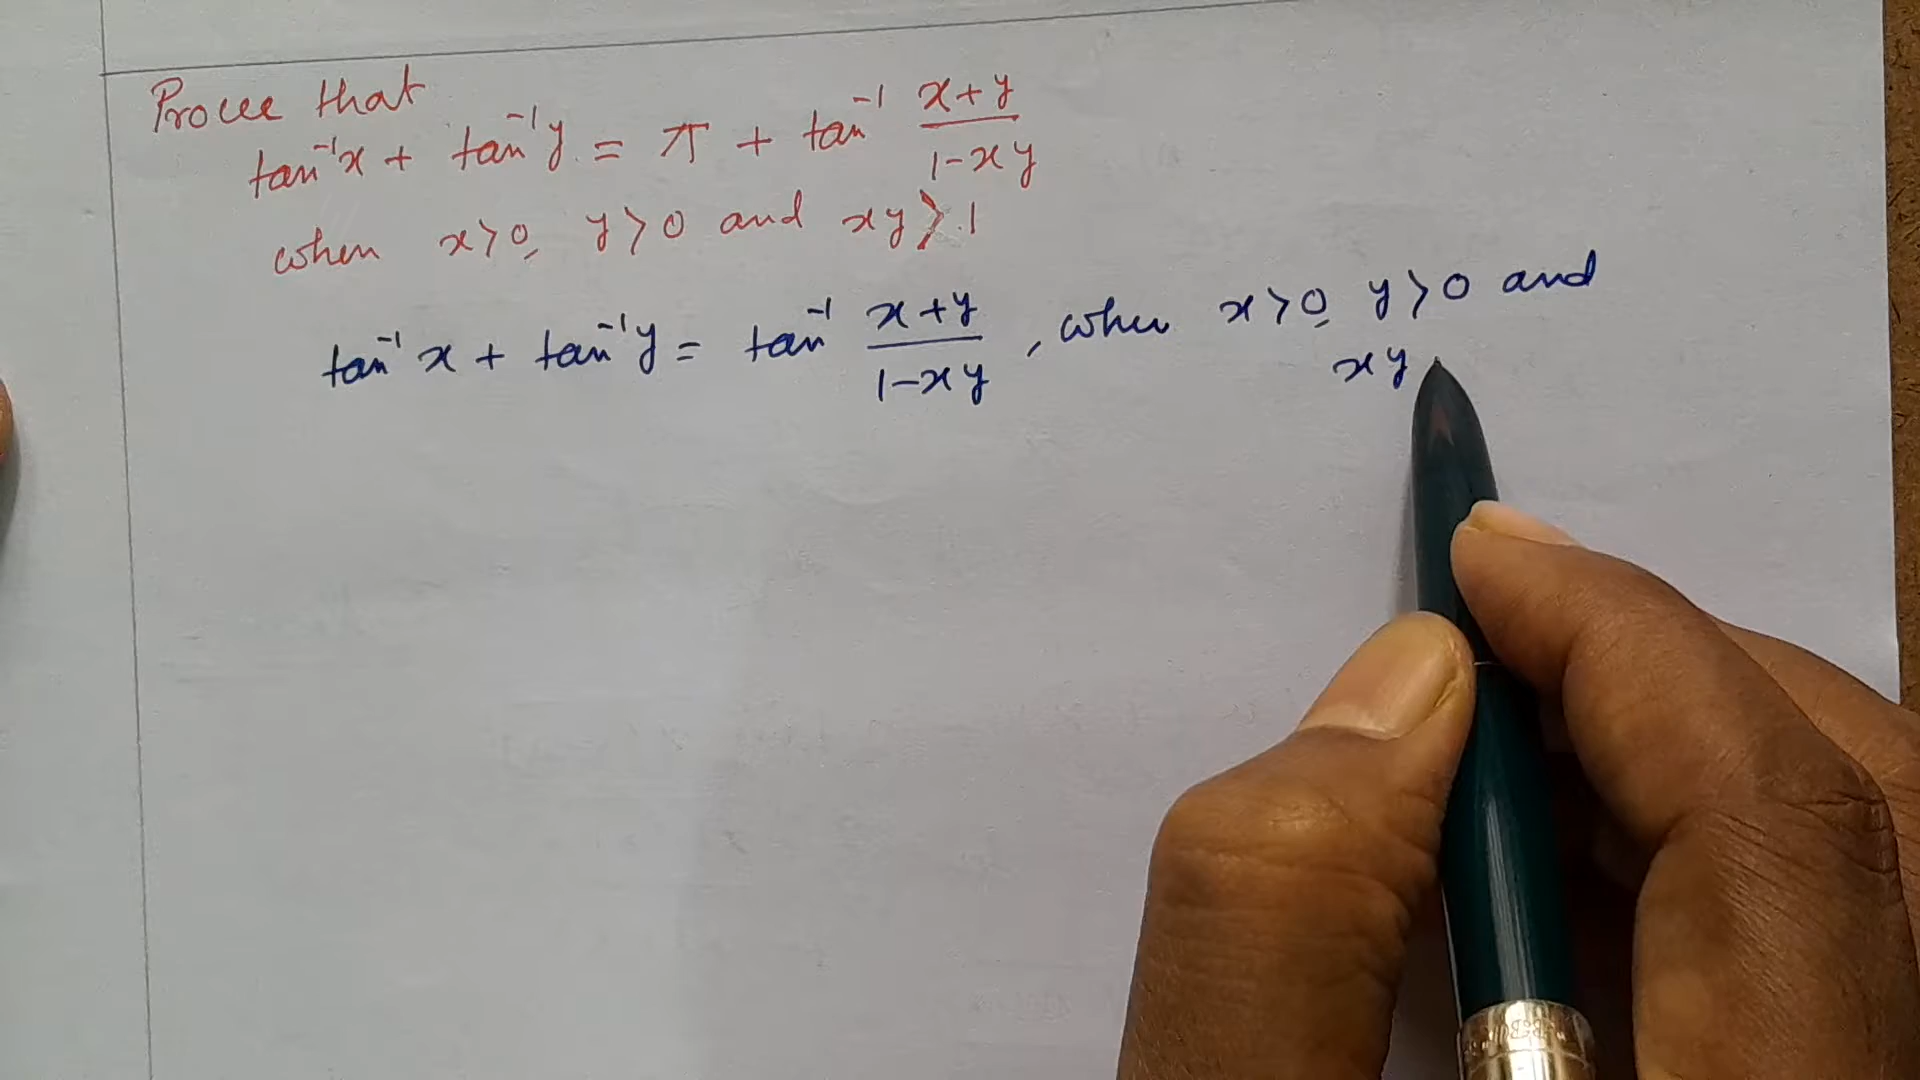 Prove that
tan⁻¹x + tan⁻¹y = π + tan⁻¹ (x+y)/(1-xy)
when x>0, y>0 and xy>1
tan⁻¹x + tan⁻¹y = tan⁻¹ (x+y)/(1-xy), when x>0, y>0 and
xy